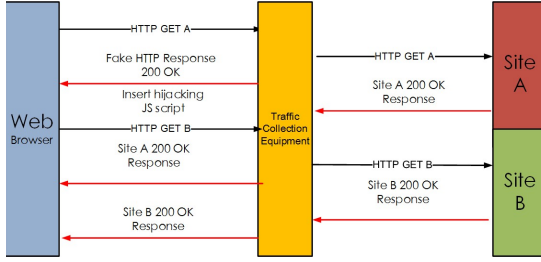 HTTP GET A
Fake HTTP Response
200 OK
Insert hijacking
JS script
HTTP GET B
Site A 200 OK
Response
Site B 200 OK
Response
Web
Browser
Traffic
Collection
Equipment
HTTP GET A
Site A 200 OK
Response
HTTP GET B
Site B 200 OK
Response
Site
A
Site
B